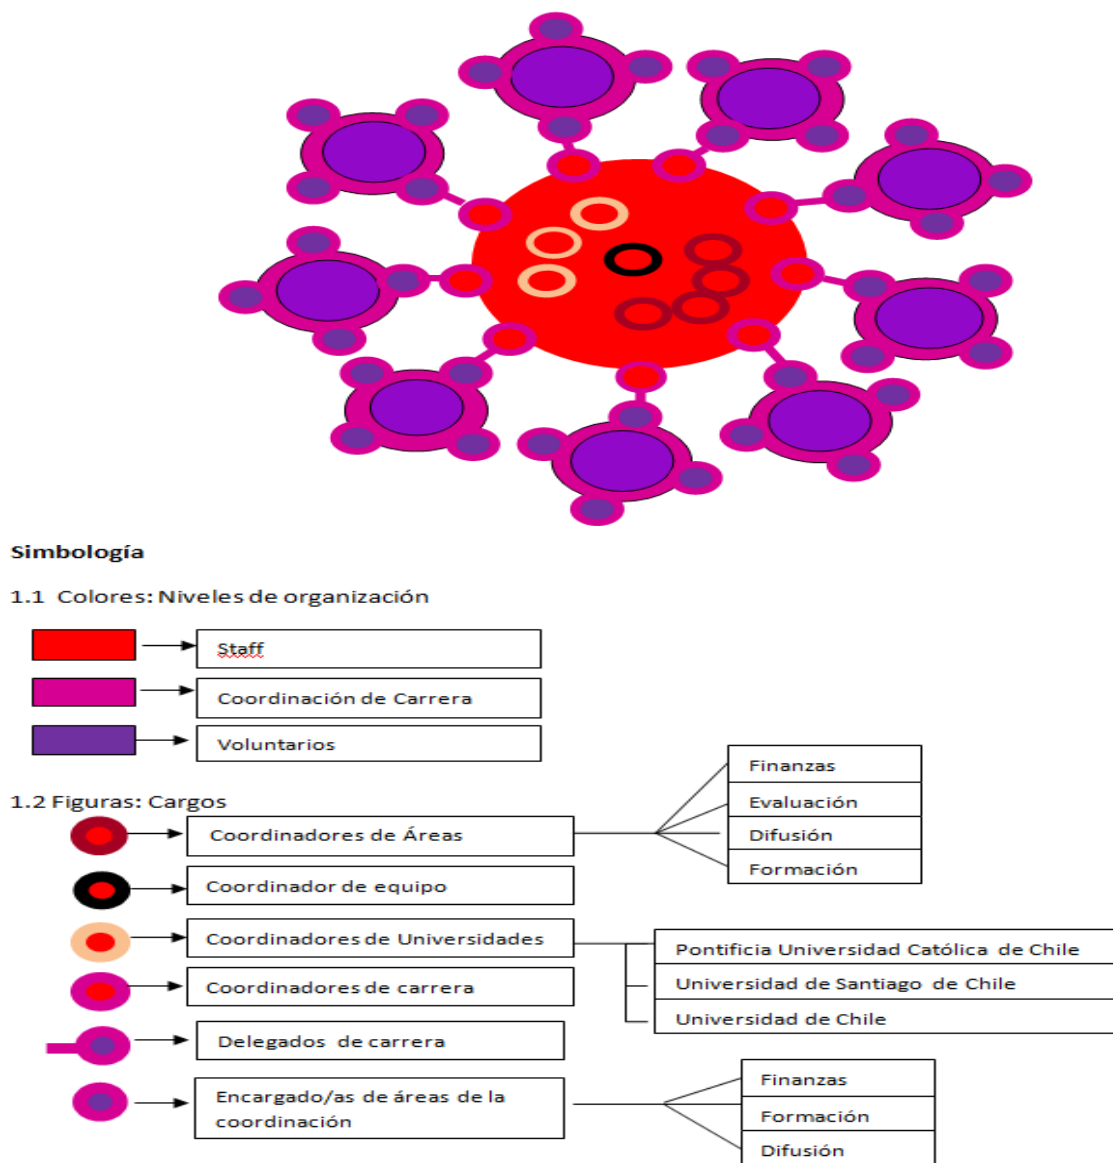 Simbología
1.1 Colores: Niveles de organización
Staff
Coordinación de Carrera
Voluntarios
1.2 Figuras: Cargos
Coordinadores de Áreas
Finanzas
Evaluación
Difusión
Formación
Coordinador de equipo
Coordinadores de Universidades
Pontificia Universidad Católica de Chile
Universidad de Santiago de Chile
Universidad de Chile
Coordinadores de carrera
Delegados de carrera
Encargado/as de áreas de la
coordinación
Finanzas
Formación
Difusión